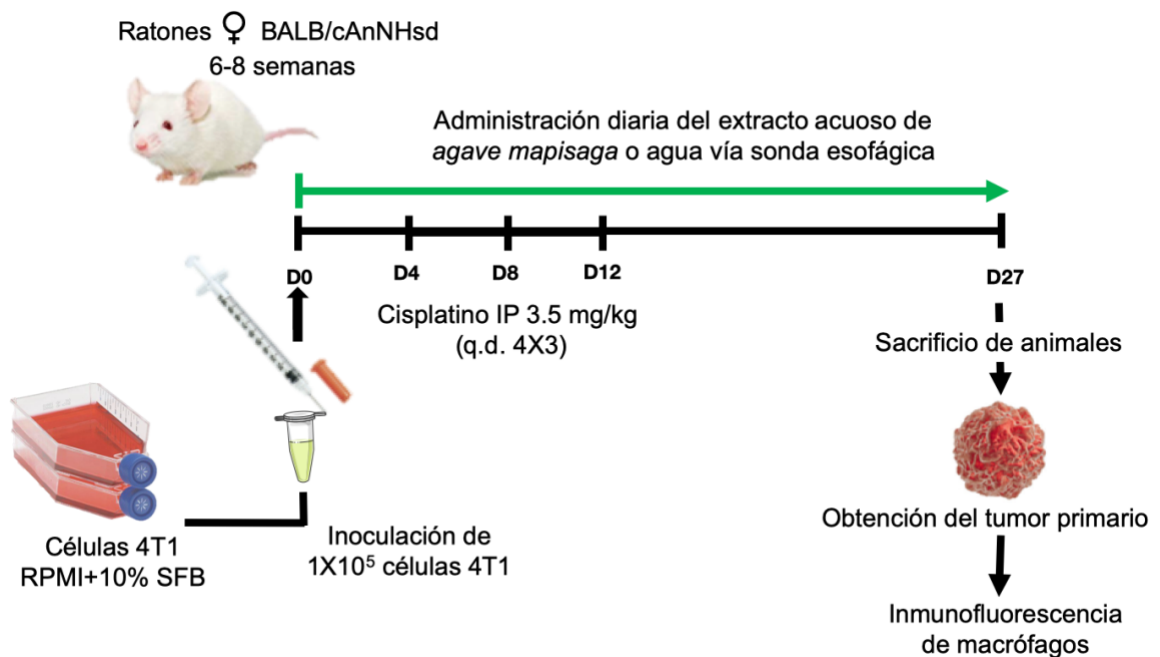 Ratones ♀ BALB/cAnNHsd
6-8 semanas
Administración diaria del extracto acuoso de
agave mapisaga o agua vía sonda esofágica
D0
D4
D8
D12
D27
Cisplatino IP 3.5 mg/kg
(q.d. 4X3)
Sacrificio de animales
Células 4T1
RPMI+10% SFB
Inoculación de
1X10⁵ células 4T1
Obtención del tumor primario
Inmunofluorescencia
de macrófagos